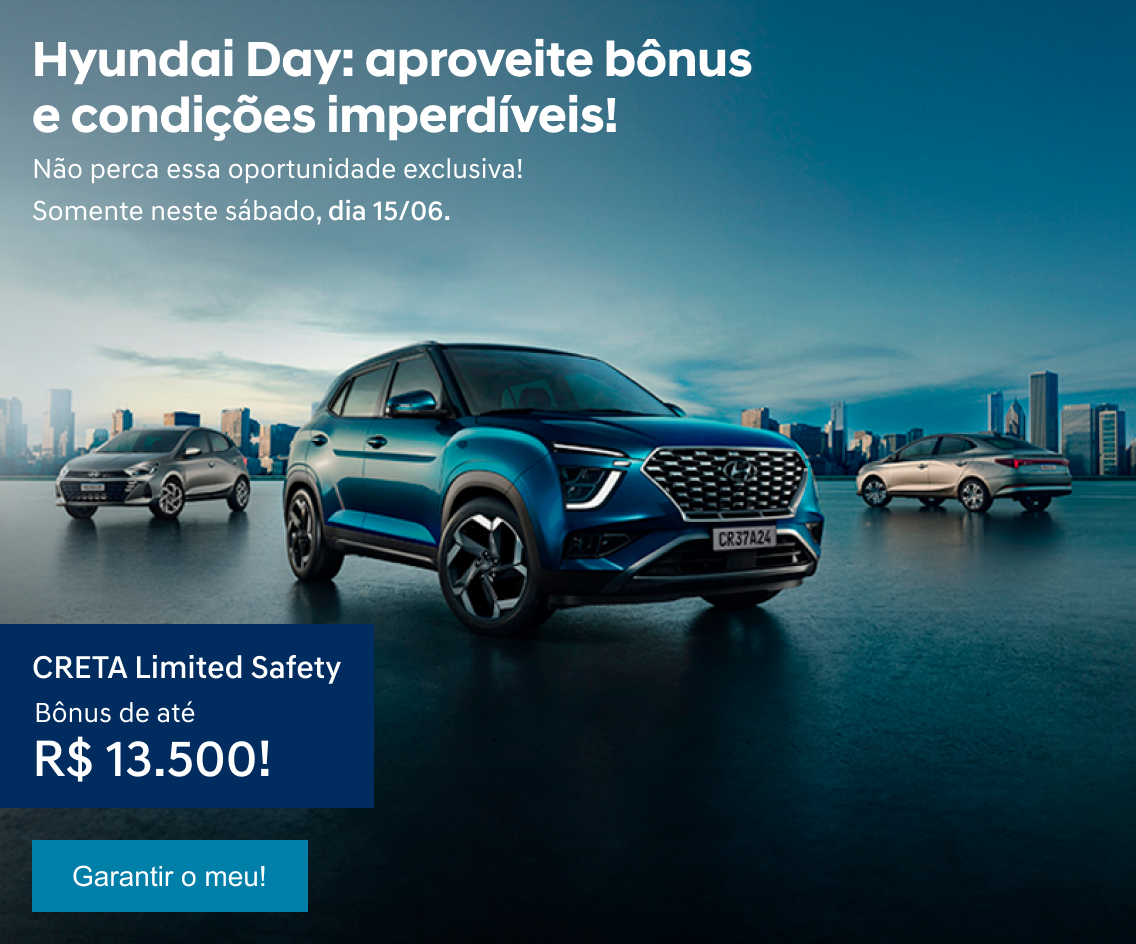 Hyundai Day: aproveite bônus
e condições imperdíveis!
Não perca essa oportunidade exclusiva!
Somente neste sábado, dia 15/06.
CR37A24
CRETA Limited Safety
Bônus de até
R$ 13.500!
Garantir o meu!